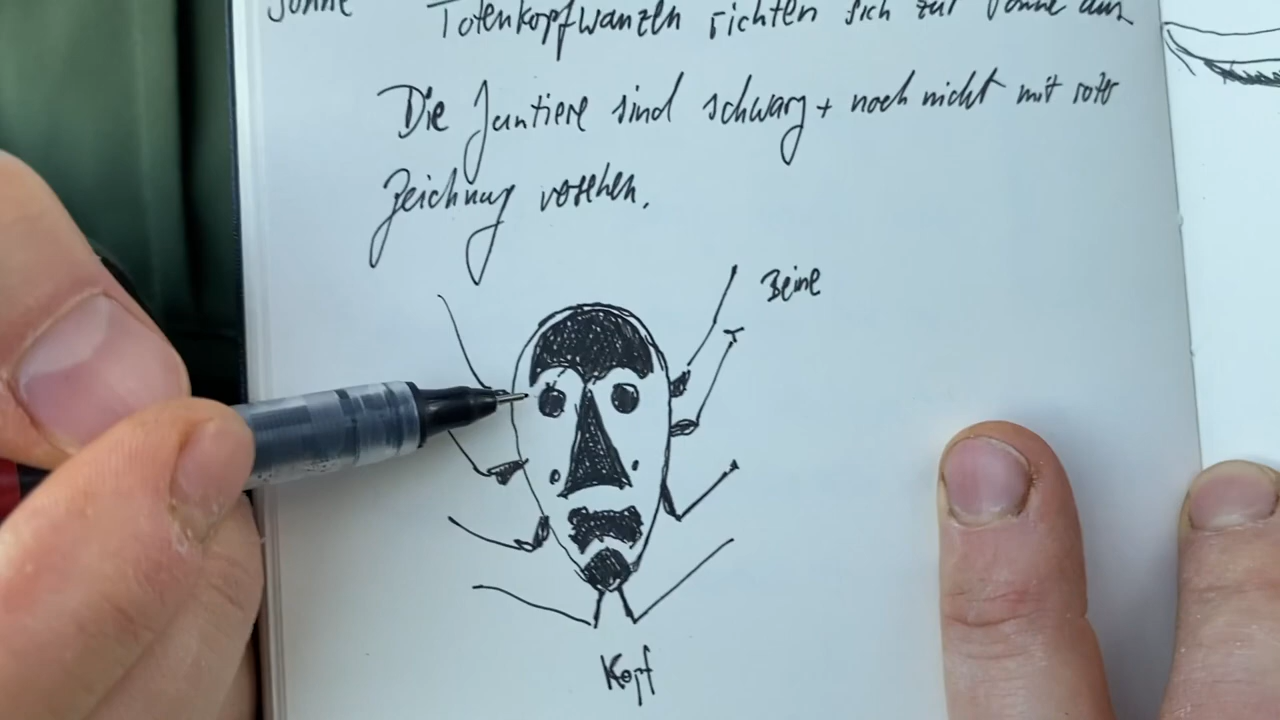 Sonne Totenkopfwanzen richten sich zur Sonne aus
Die Jungtiere sind schwarz + noch nicht mit roter
Zeichnung versehen.
Beine
Kopf